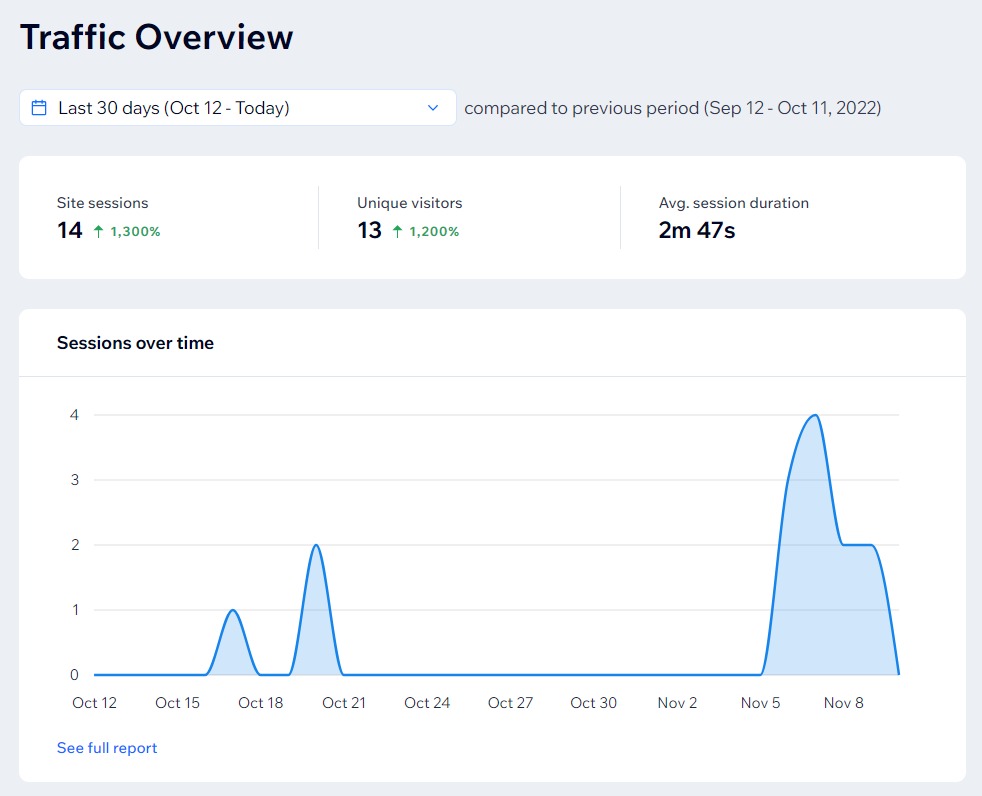 Traffic Overview
Last 30 days (Oct 12 - Today) compared to previous period (Sep 12 - Oct 11, 2022)
Site sessions
14 ↑ 1,300%
Unique visitors
13 ↑ 1,200%
Avg. session duration
2m 47s
Sessions over time
4
3
2
1
0
Oct 12 Oct 15 Oct 18 Oct 21 Oct 24 Oct 27 Oct 30 Nov 2 Nov 5 Nov 8
See full report